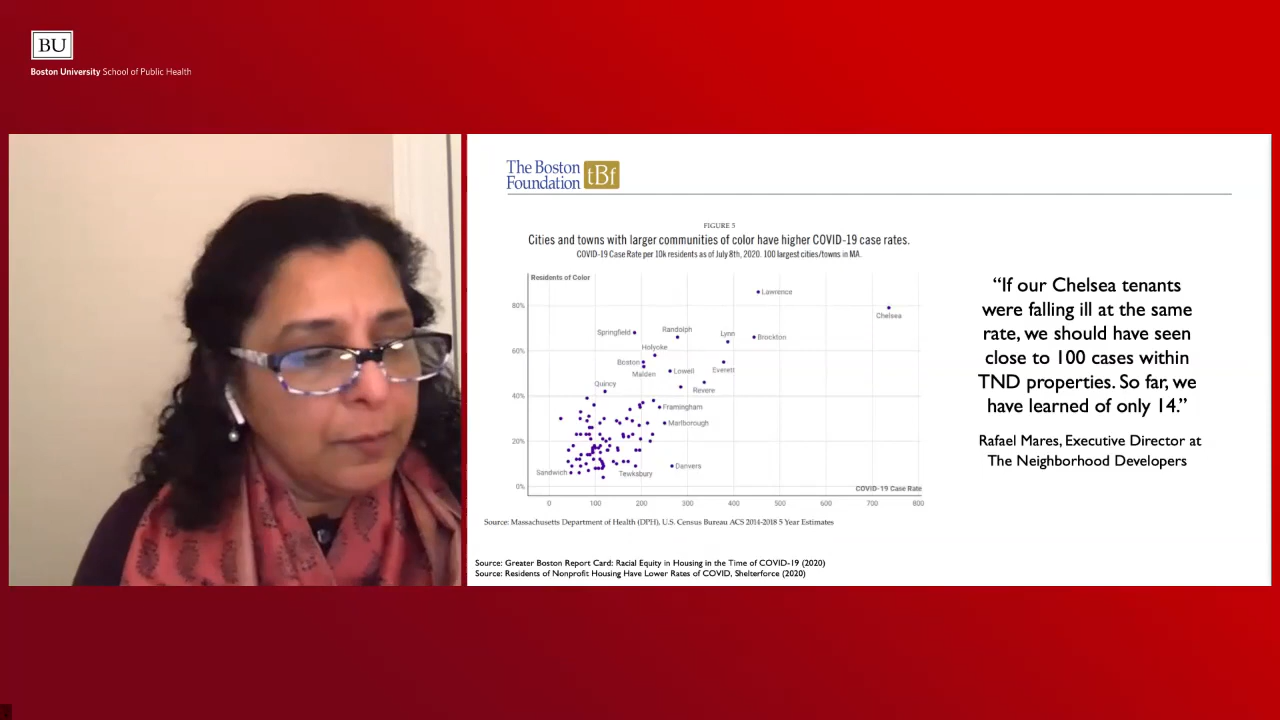 BU
Boston University School of Public Health
The Boston
Foundation
tBf
FIGURE 5
Cities and towns with larger communities of color have higher COVID-19 case rates.
COVID-19 Case Rate per 10k residents as of July 8th, 2020. 100 largest cities/towns in MA.
Residents of Color
Lawrence
80%
Chelsea
Springfield
Randolph
Lynn
Brockton
Holyoke
60%
Boston
Malden
Lowell
Everett
Quincy
Revere
40%
Framingham
Marlborough
20%
Sandwich
Tewksbury
Danvers
0%
COVID-19 Case Rate
0 100 200 300 400 500 600 700 800
Source: Massachusetts Department of Health (DPH), U.S. Census Bureau ACS 2014-2018 5 Year Estimates
“If our Chelsea tenants
were falling ill at the same
rate, we should have seen
close to 100 cases within
TND properties. So far, we
have learned of only 14.”
Rafael Mares, Executive Director at
The Neighborhood Developers
Source: Greater Boston Report Card: Racial Equity in Housing in the Time of COVID-19 (2020)
Source: Residents of Nonprofit Housing Have Lower Rates of COVID, Shelterforce (2020)